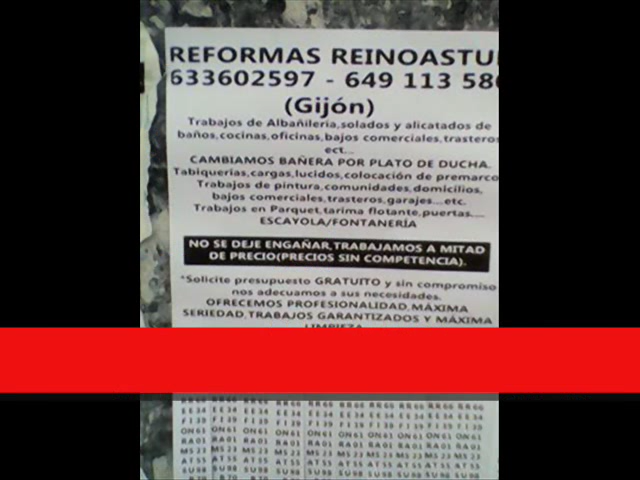 REFORMAS REINOASTU
633602597 - 649 113 58
(Gijón)
Trabajos de Albañileria,solados y alicatados de
baños,cocinas,oficinas,bajos comerciales,trasteros
ect...
CAMBIAMOS BAÑERA POR PLATO DE DUCHA.
Tabiquerias,cargas,lucidos,colocación de premarco
Trabajos de pintura,comunidades,domicilios,
bajos comerciales,trasteros,garajes....etc.
Trabajos en Parquet,tarima flotante,puertas....
ESCAYOLA/FONTANERÍA
NO SE DEJE ENGAÑAR,TRABAJAMOS A MITAD
DE PRECIO(PRECIOS SIN COMPETENCIA).
*Solicite presupuesto GRATUITO y sin compromiso
nos adecuamos a sus necesidades.
OFRECEMOS PROFESIONALIDAD,MÁXIMA
SERIEDAD,TRABAJOS GARANTIZADOS Y MÁXIMA
LIMPIEZA